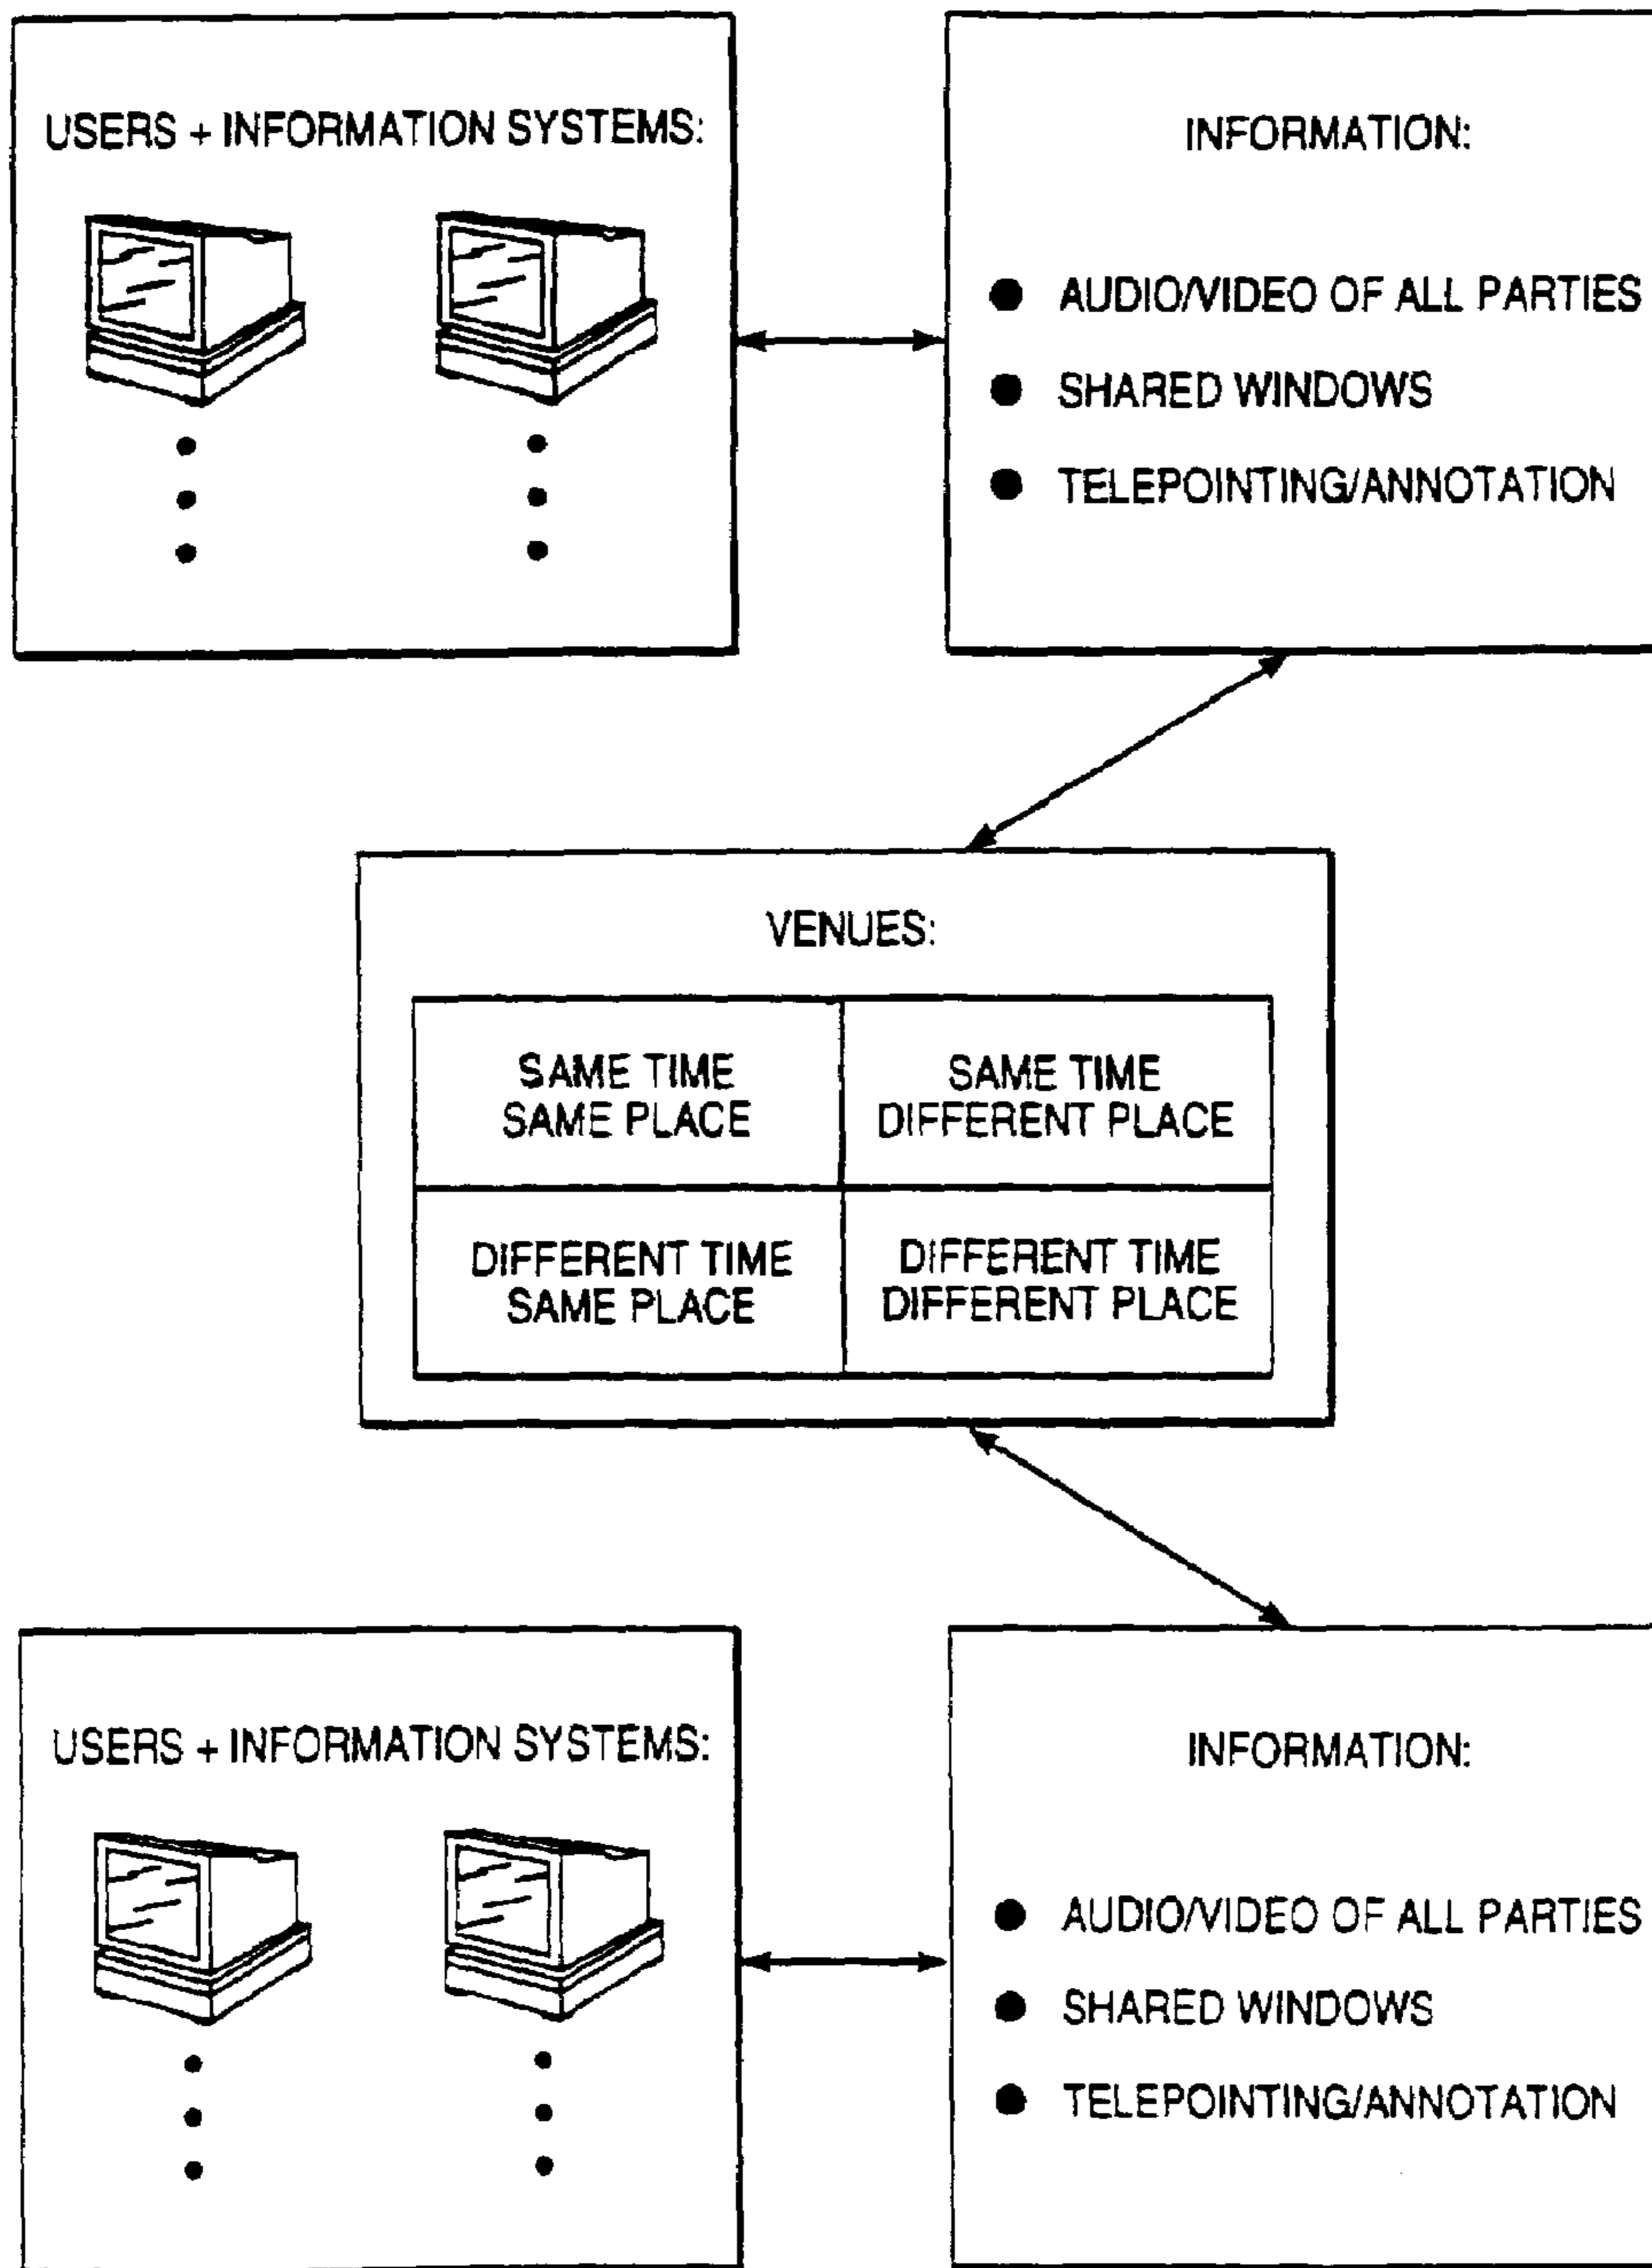 USERS + INFORMATION SYSTEMS:
INFORMATION:
● AUDIO/VIDEO OF ALL PARTIES
● SHARED WINDOWS
● TELEPOINTING/ANNOTATION
VENUES:
SAME TIME
SAME PLACE
SAME TIME
DIFFERENT PLACE
DIFFERENT TIME
SAME PLACE
DIFFERENT TIME
DIFFERENT PLACE
USERS + INFORMATION SYSTEMS:
INFORMATION:
● AUDIO/VIDEO OF ALL PARTIES
● SHARED WINDOWS
● TELEPOINTING/ANNOTATION